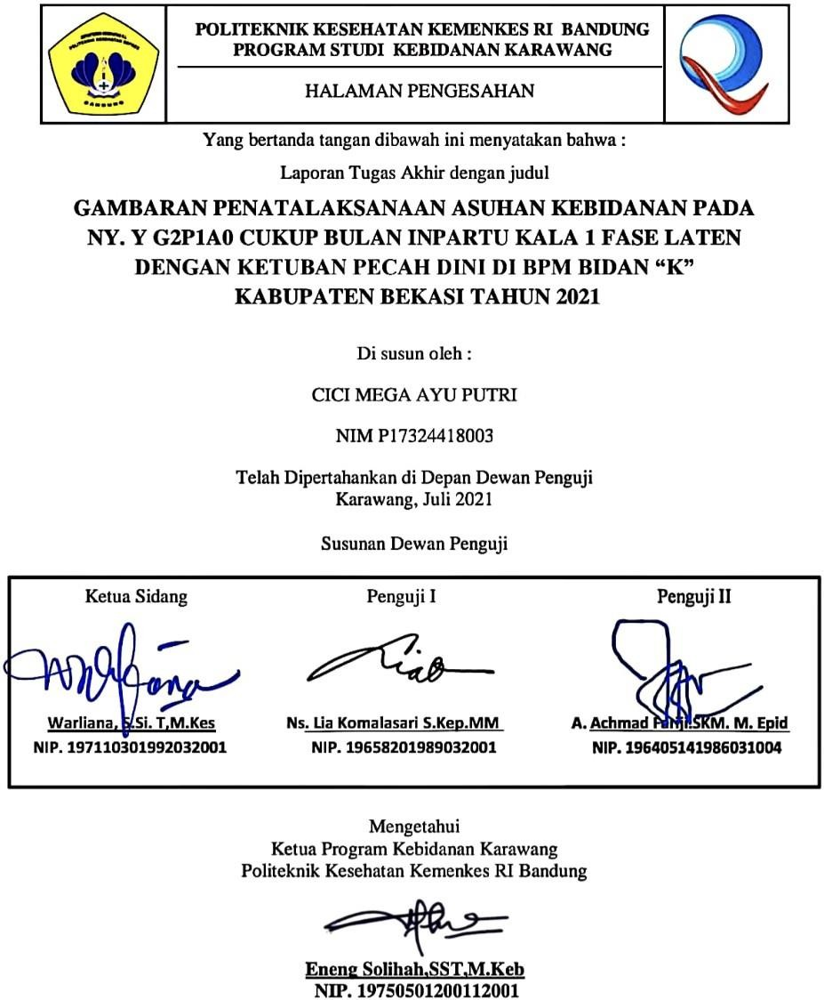 POLITEKNIK KESEHATAN KEMENKES RI BANDUNG
PROGRAM STUDI KEBIDANAN KARAWANG
HALAMAN PENGESAHAN
BANDUNG
Yang bertanda tangan dibawah ini menyatakan bahwa :
Laporan Tugas Akhir dengan judul
GAMBARAN PENATALAKSANAAN ASUHAN KEBIDANAN PADA
NY. Y G2P1A0 CUKUP BULAN INPARTU KALA 1 FASE LATEN
DENGAN KETUBAN PECAH DINI DI BPM BIDAN “K”
KABUPATEN BEKASI TAHUN 2021
Di susun oleh :
CICI MEGA AYU PUTRI
NIM P17324418003
Telah Dipertahankan di Depan Dewan Penguji
Karawang, Juli 2021
Susunan Dewan Penguji
Ketua Sidang
Warliana, S.Si. T,M.Kes
NIP. 197110301992032001
Penguji I
Ns. Lia Komalasari S.Kep.MM
NIP. 19658201989032001
Penguji II
A. Achmad Fanji.SKM. M. Epid
NIP. 196405141986031004
Mengetahui
Ketua Program Kebidanan Karawang
Politeknik Kesehatan Kemenkes RI Bandung
Eneng Solihah,SST,M.Keb
NIP. 19750501200112001